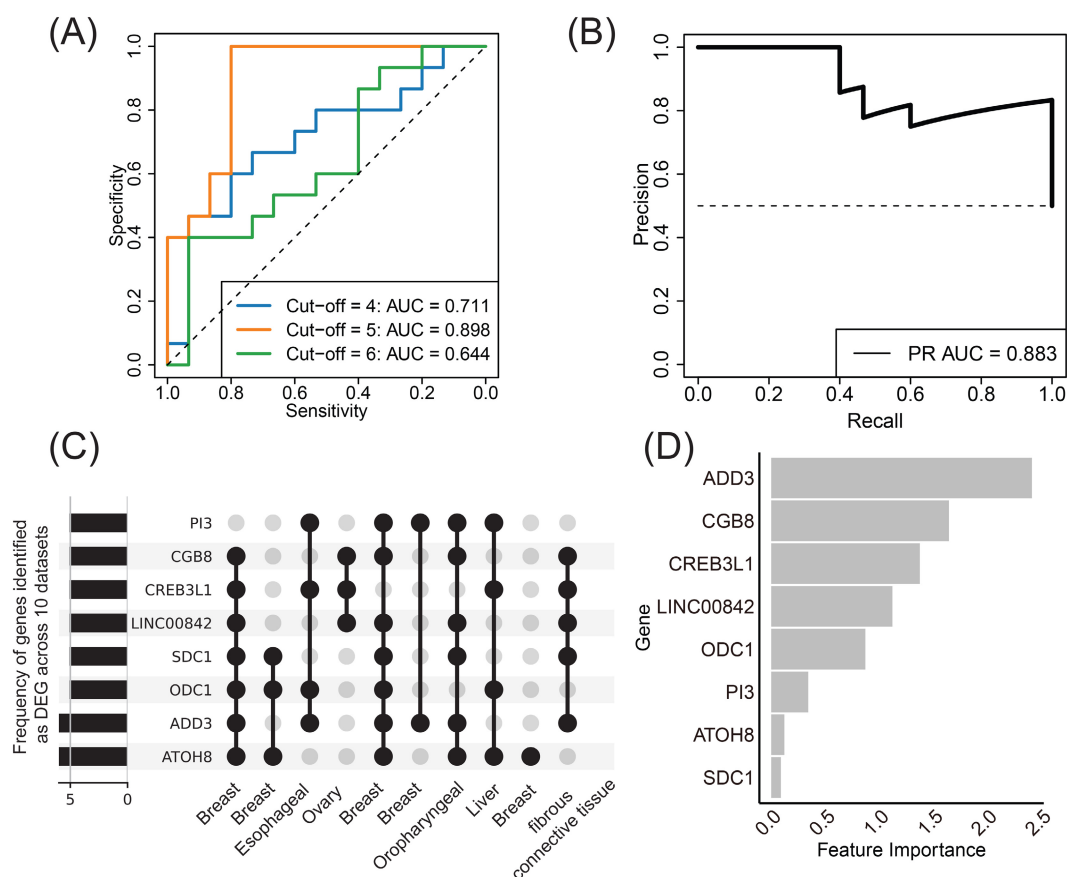 (A)
Specificity
1.0
0.8
0.6
0.4
0.2
0.0
Cut−off = 4: AUC = 0.711
Cut−off = 5: AUC = 0.898
Cut−off = 6: AUC = 0.644
1.0 0.8 0.6 0.4 0.2 0.0
Sensitivity
(B)
Precision
1.0
0.8
0.6
0.4
0.2
0.0
PR AUC = 0.883
0.0 0.2 0.4 0.6 0.8 1.0
Recall
(C)
Frequency of genes identified
as DEG across 10 datasets
PI3
CGB8
CREB3L1
LINC00842
SDC1
ODC1
ADD3
ATOH8
5 0
Breast
Breast
Esophageal
Ovary
Breast
Breast
Oropharyngeal
Liver
Breast
fibrous
connective tissue
(D)
Gene
ADD3
CGB8
CREB3L1
LINC00842
ODC1
PI3
ATOH8
SDC1
0.0 0.5 1.0 1.5 2.0 2.5
Feature Importance